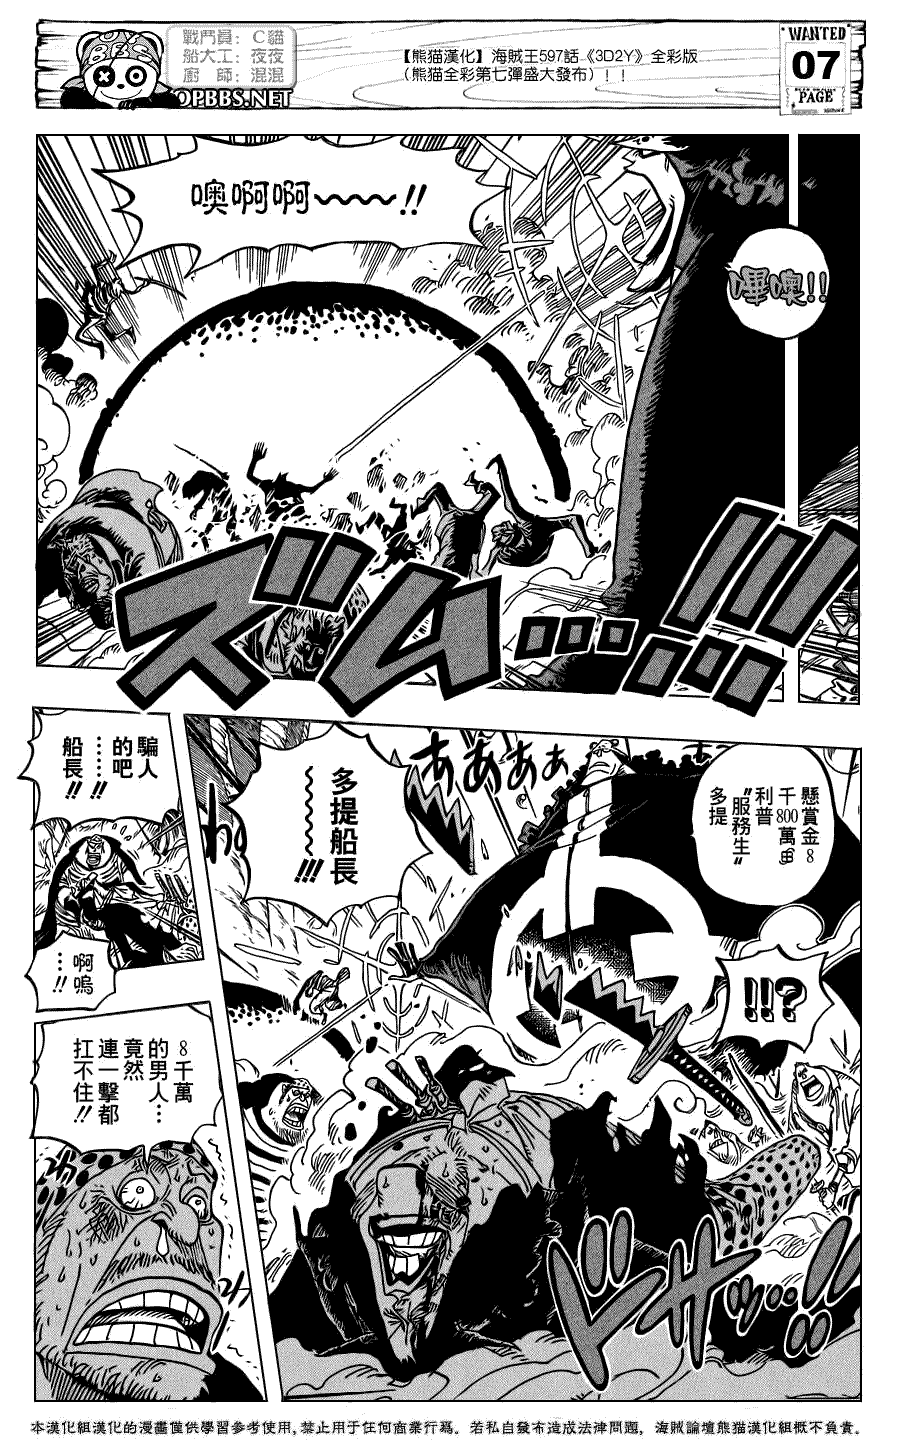 戰鬥員：C貓
船大工：夜夜
廚　師：混混
OPBBS.NET
【熊猫漢化】海賊王597話《3D2Y》全彩版
（熊猫全彩第七彈盛大發布）！！
WANTED
07
PAGE
嗶噢!!
噢啊啊〜〜〜!!
ズム……!!!
懸賞金8
千800萬
利普
"服務生"
多提
!!?
ああああ
多提船長
〜〜!!!
ドサッ…!!
騙人
的吧
……
船長!!
啊嗚
…!!
8千萬
的男人…
竟然
連一擊都
扛不住!!
本漢化組漢化的漫畫僅供學習參考使用,禁止用于任何商業行爲。若私自發布造成法律問題,海賊論壇熊猫漢化組概不負責。